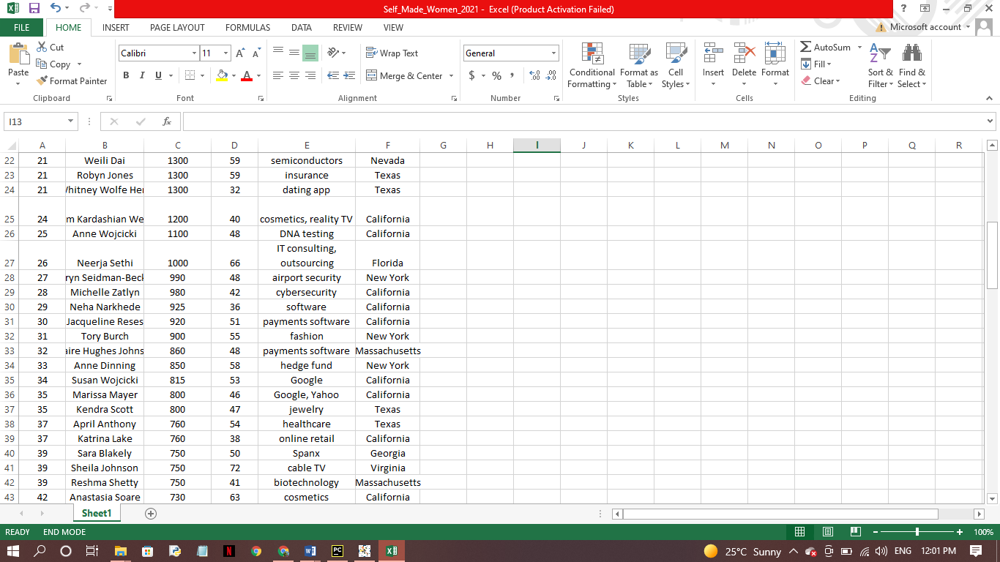 Self_Made_Women_2021 - Excel (Product Activation Failed)
FILE HOME INSERT PAGE LAYOUT FORMULAS DATA REVIEW VIEW Microsoft account
Cut
Copy
Format Painter
Paste
Clipboard
Calibri 11
B I U
Font
Wrap Text
Merge & Center
Alignment
General
$ % ,
Number
Conditional Formatting
Format as Table
Cell Styles
Styles
Insert Delete Format
Cells
AutoSum
Fill
Clear
Sort & Filter
Find & Select
Editing
I13 fx
A B C D E F G H I J K L M N O P Q R
22 21 Weili Dai 1300 59 semiconductors Nevada
23 21 Robyn Jones 1300 59 insurance Texas
24 21 Whitney Wolfe Her 1300 32 dating app Texas
25 24 m Kardashian We 1200 40 cosmetics, reality TV California
26 25 Anne Wojcicki 1100 48 DNA testing California
27 26 Neerja Sethi 1000 66 IT consulting, outsourcing Florida
28 27 ryn Seidman-Beck 990 48 airport security New York
29 28 Michelle Zatlyn 980 42 cybersecurity California
30 29 Neha Narkhede 925 36 software California
31 30 Jacqueline Reses 920 51 payments software California
32 31 Tory Burch 900 55 fashion New York
33 32 aire Hughes Johns 860 48 payments software Massachusetts
34 33 Anne Dinning 850 58 hedge fund New York
35 34 Susan Wojcicki 815 53 Google California
36 35 Marissa Mayer 800 46 Google, Yahoo California
37 35 Kendra Scott 800 47 jewelry Texas
38 37 April Anthony 760 54 healthcare Texas
39 37 Katrina Lake 760 38 online retail California
40 39 Sara Blakely 750 50 Spanx Georgia
41 39 Sheila Johnson 750 72 cable TV Virginia
42 39 Reshma Shetty 750 41 biotechnology Massachusetts
43 42 Anastasia Soare 730 63 cosmetics California
Sheet1
READY END MODE 100%
25°C Sunny ENG 12:01 PM